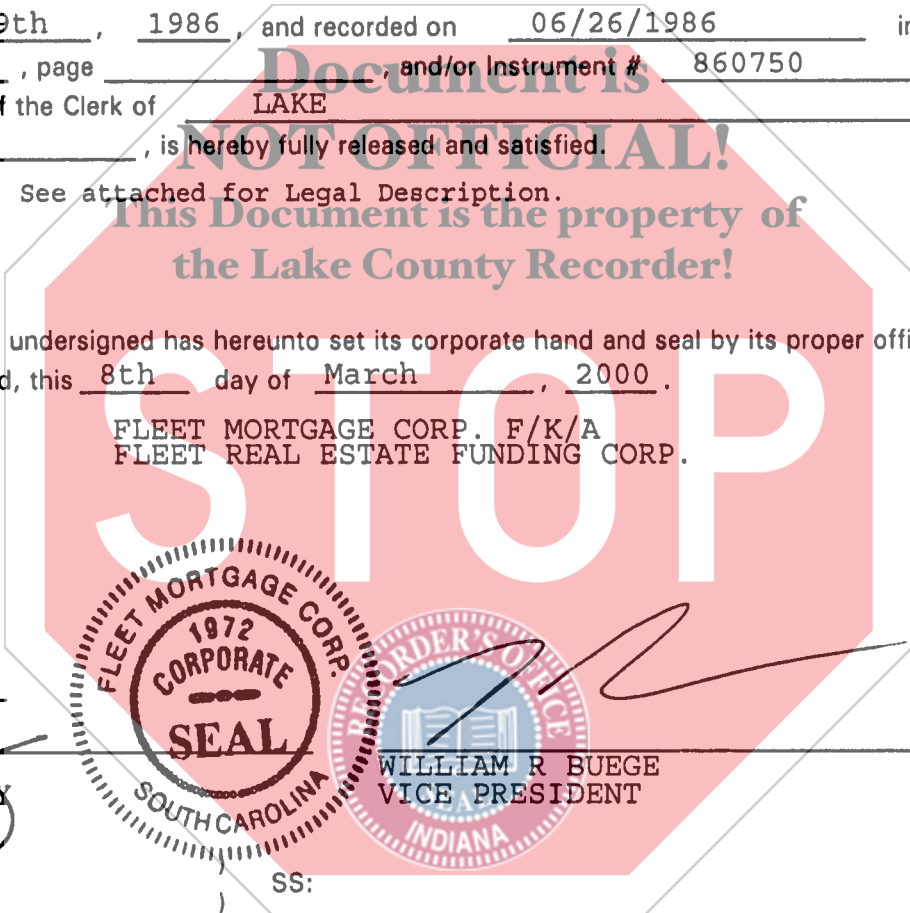 9th, 1986, and recorded on 06/26/1986 in
, page , and/or Instrument # 860750
f the Clerk of LAKE
, is hereby fully released and satisfied.
See attached for Legal Description.
Document is
NOT OFFICIAL!
This Document is the property of
the Lake County Recorder!
STOP
undersigned has hereunto set its corporate hand and seal by its proper offi
d, this 8th day of March, 2000.
FLEET MORTGAGE CORP. F/K/A
FLEET REAL ESTATE FUNDING CORP.
FLEET MORTGAGE CORP.
1972
CORPORATE
SEAL
SOUTH CAROLINA
RECORDER'S OFFICE
SEAL
INDIANA
WILLIAM R BUEGE
VICE PRESIDENT
SS: